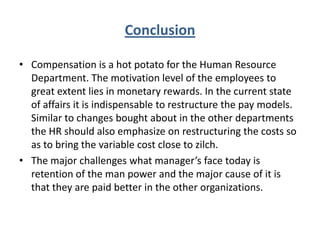 Conclusion
• Compensation is a hot potato for the Human Resource
Department. The motivation level of the employees to
great extent lies in monetary rewards. In the current state
of affairs it is indispensable to restructure the pay models.
Similar to changes bought about in the other departments
the HR should also emphasize on restructuring the costs so
as to bring the variable cost close to zilch.
• The major challenges what manager’s face today is
retention of the man power and the major cause of it is
that they are paid better in the other organizations.